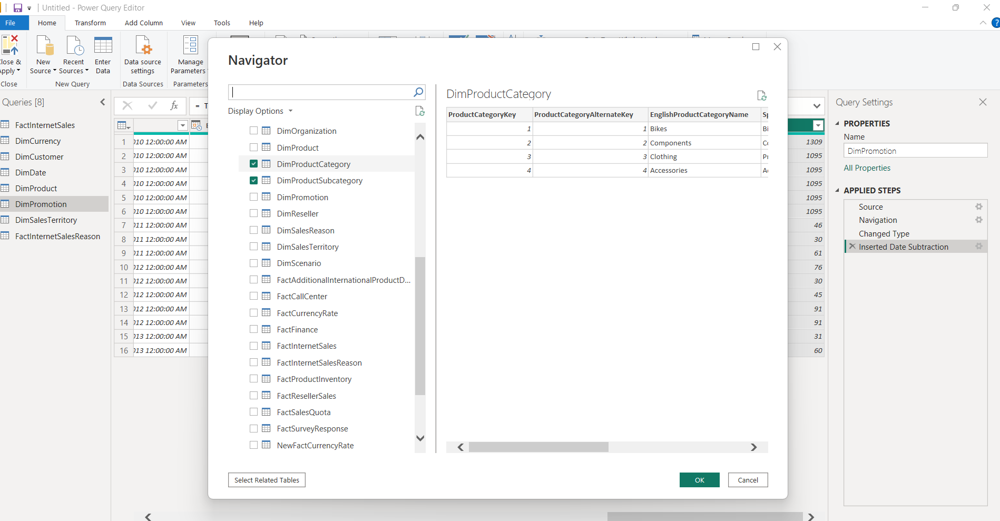 Untitled - Power Query Editor
File Home Transform Add Column View Tools Help
Close & Apply
New Source
Recent Sources
Enter Data
Data source settings
Manage Parameters
Close
New Query
Data Sources
Parameters
Queries [8]
FactInternetSales
DimCurrency
DimCustomer
DimDate
DimProduct
DimPromotion
DimSalesTerritory
FactInternetSalesReason
fx
= T
1 010 12:00:00 AM
2 010 12:00:00 AM
3 010 12:00:00 AM
4 010 12:00:00 AM
5 010 12:00:00 AM
6 010 12:00:00 AM
7 011 12:00:00 AM
8 011 12:00:00 AM
9 011 12:00:00 AM
10 012 12:00:00 AM
11 012 12:00:00 AM
12 012 12:00:00 AM
13 012 12:00:00 AM
14 012 12:00:00 AM
15 013 12:00:00 AM
16 013 12:00:00 AM
Navigator
Display Options
DimOrganization
DimProduct
DimProductCategory
DimProductSubcategory
DimPromotion
DimReseller
DimSalesReason
DimSalesTerritory
DimScenario
FactAdditionalInternationalProductD...
FactCallCenter
FactCurrencyRate
FactFinance
FactInternetSales
FactInternetSalesReason
FactProductInventory
FactResellerSales
FactSalesQuota
FactSurveyResponse
NewFactCurrencyRate
Select Related Tables
DimProductCategory
ProductCategoryKey ProductCategoryAlternateKey EnglishProductCategoryName Sp
1 1 Bikes Bi
2 2 Components Co
3 3 Clothing Pr
4 4 Accessories Ac
OK
Cancel
1309
1095
1095
1095
1095
1095
46
30
61
76
30
45
91
91
31
60
Query Settings
PROPERTIES
Name
DimPromotion
All Properties
APPLIED STEPS
Source
Navigation
Changed Type
Inserted Date Subtraction